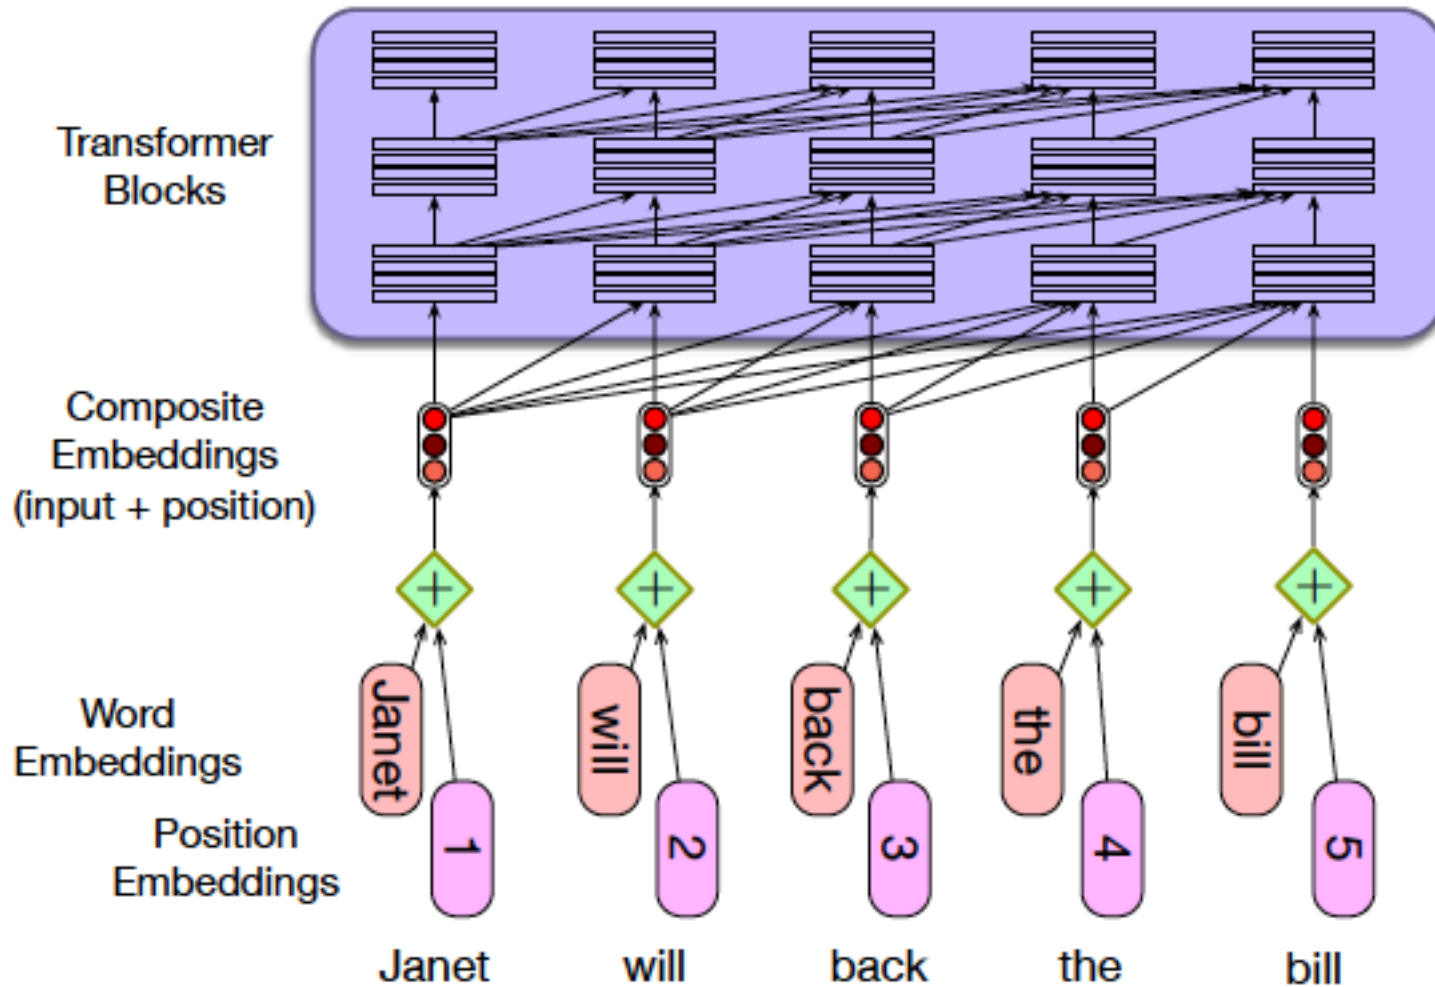 Transformer
Blocks
Composite
Embeddings
(input + position)
+ + + + +
Word
Embeddings
Janet will back the bill
Position
Embeddings
1 2 3 4 5
Janet will back the bill